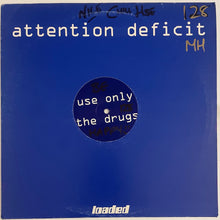 128
attention deficit
MH
use only
the drugs
loaded